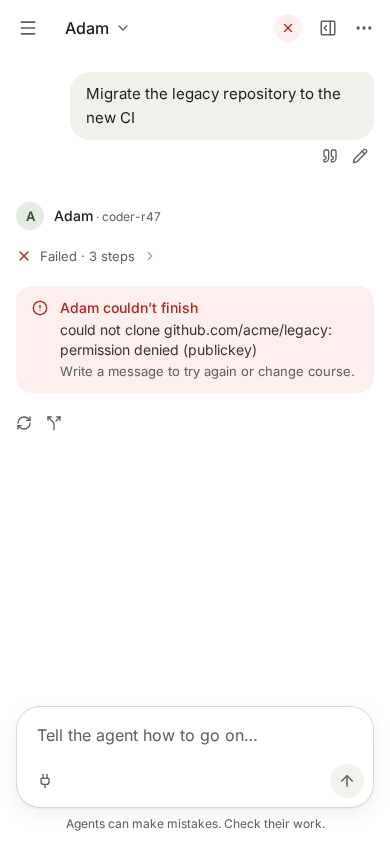 Adam
Migrate the legacy repository to the
new CI
A
Adam · coder-r47
Failed · 3 steps
Adam couldn’t finish
could not clone github.com/acme/legacy:
permission denied (publickey)
Write a message to try again or change course.
Tell the agent how to go on...
Agents can make mistakes. Check their work.